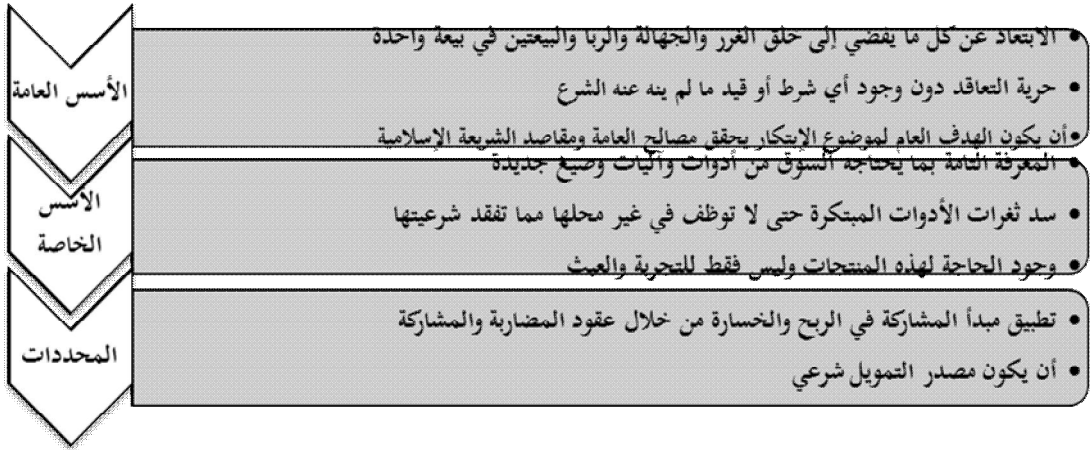 الأسس العامة
• الابتعاد عن كل ما يفضي إلى خلق الغرر والجهالة والربا والبيعتين في بيعة واحدة
• حرية التعاقد دون وجود أي شرط أو قيد ما لم ينه عنه الشرع
• أن يكون الهدف العام لموضوع الإبتكار يحقق مصالح العامة ومقاصد الشريعة الإسلامية
الأسس
الخاصة
• المعرفة التامة بما يحتاجه السوق من أدوات وآليات وصيغ جديدة
• سد ثغرات الأدوات المبتكرة حتى لا توظف في غير محلها مما تفقد شرعيتها
• وجود الحاجة لهذه المنتجات وليس فقط للتجربة والعبث
المحددات
• تطبيق مبدأ المشاركة في الربح والخسارة من خلال عقود المضاربة والمشاركة
• أن يكون مصدر التمويل شرعي